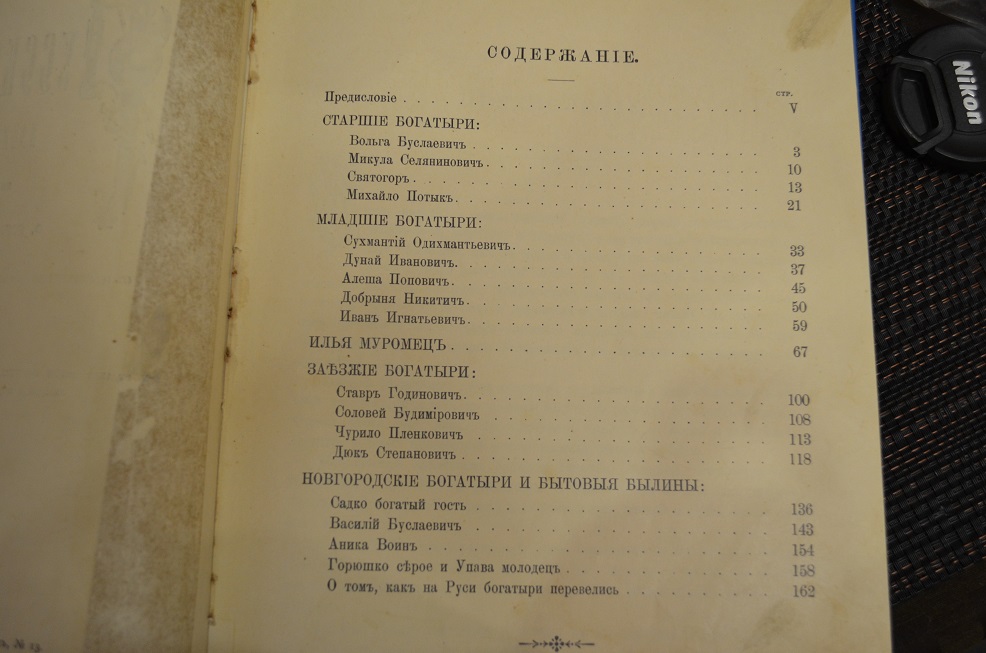 СОДЕРЖАНІЕ.
СТР.
Предисловіе . . . . . . . . . . . . . . . . . . . . . . V
СТАРШІЕ БОГАТЫРИ:
Вольга Буслаевичъ . . . . . . . . . . . . . . . . . 3
Микула Селяниновичъ. . . . . . . . . . . . . . . . 10
Святогоръ . . . . . . . . . . . . . . . . . . . . . 13
Михайло Потыкъ. . . . . . . . . . . . . . . . . . 21
МЛАДШІЕ БОГАТЫРИ:
Сухмантій Одихмантьевичъ. . . . . . . . . . . . . 33
Дунай Ивановичъ. . . . . . . . . . . . . . . . . . 37
Алеша Поповичъ. . . . . . . . . . . . . . . . . . 45
Добрыня Никитичъ. . . . . . . . . . . . . . . . . 50
Иванъ Игнатьевичъ. . . . . . . . . . . . . . . . . 59
ИЛЬЯ МУРОМЕЦЪ . . . . . . . . . . . . . . . . . . 67
ЗАѢЗЖІЕ БОГАТЫРИ:
Ставръ Годиновичъ. . . . . . . . . . . . . . . . . 100
Соловей Будиміровичъ . . . . . . . . . . . . . . . 108
Чурило Пленковичъ . . . . . . . . . . . . . . . . 113
Дюкъ Степановичъ . . . . . . . . . . . . . . . . . 118
НОВГОРОДСКІЕ БОГАТЫРИ И БЫТОВЫЯ БЫЛИНЫ:
Садко богатый гость . . . . . . . . . . . . . . . . 136
Василій Буслаевичъ . . . . . . . . . . . . . . . . 143
Аника Воинъ . . . . . . . . . . . . . . . . . . . 154
Горюшко сѣрое и Упава молодецъ . . . . . . . . . . 158
О томъ, какъ на Руси богатыри перевелись . . . . . . 162
Nikon